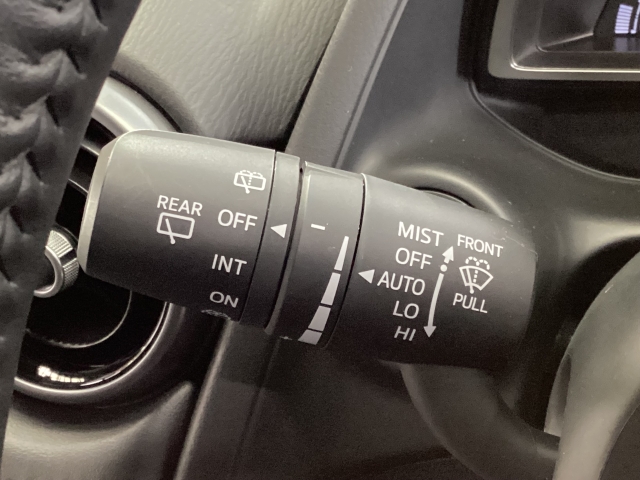 REAR
OFF
INT
ON
MIST
OFF
AUTO
LO
HI
FRONT
PULL